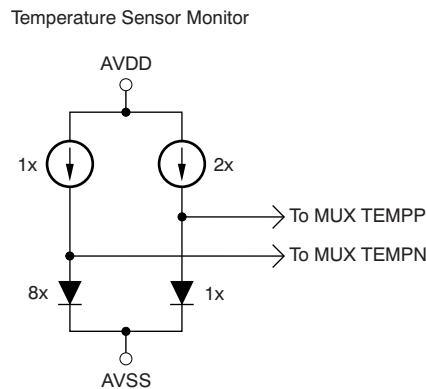 Temperature Sensor Monitor
AVDD
1x
2x
To MUX TEMPP
To MUX TEMPN
8x
1x
AVSS